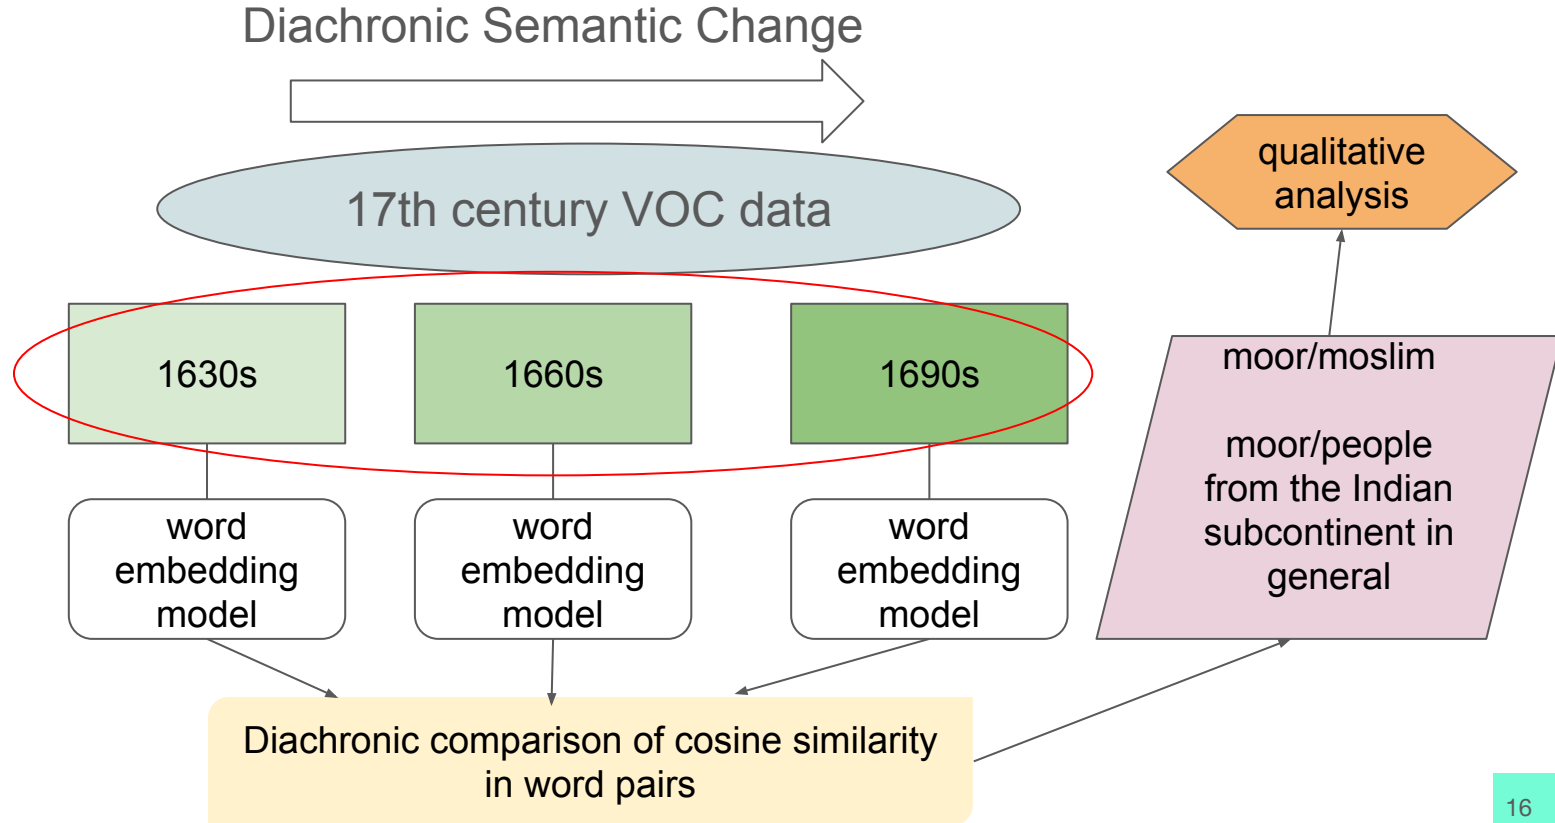 Diachronic Semantic Change
17th century VOC data
1630s
1660s
1690s
word
embedding
model
word
embedding
model
word
embedding
model
Diachronic comparison of cosine similarity
in word pairs
moor/moslim
moor/people
from the Indian
subcontinent in
general
qualitative
analysis
16